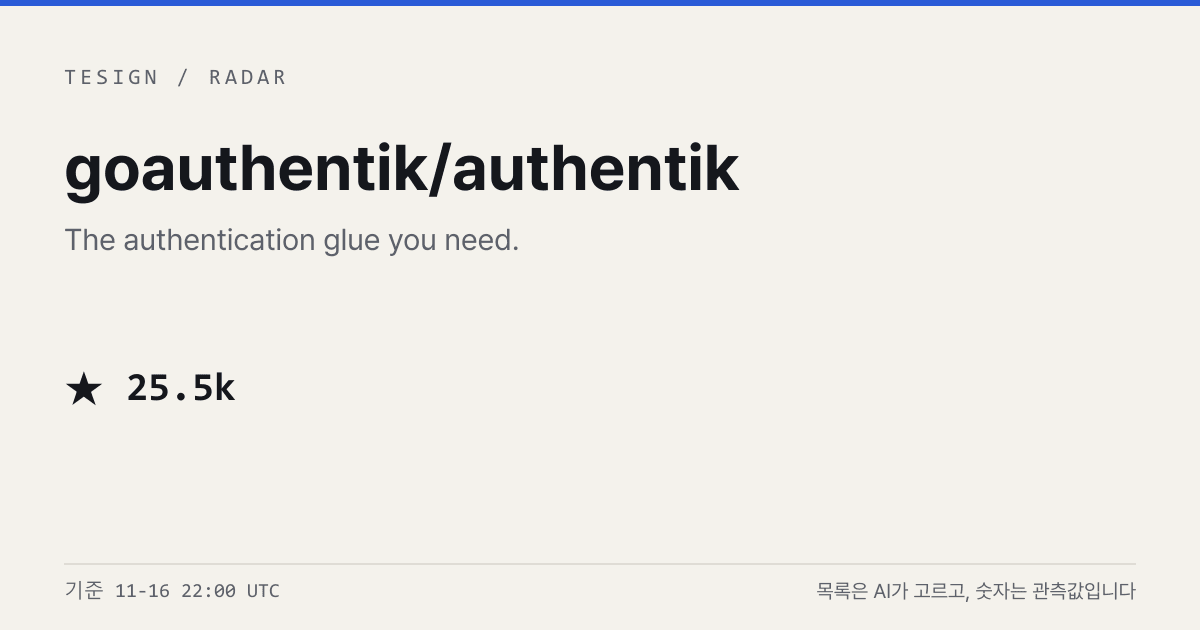 TESIGN / RADAR
goauthentik/authentik
The authentication glue you need.
★ 25.5k
기준 11-16 22:00 UTC
목록은 AI가 고르고, 숫자는 관측값입니다